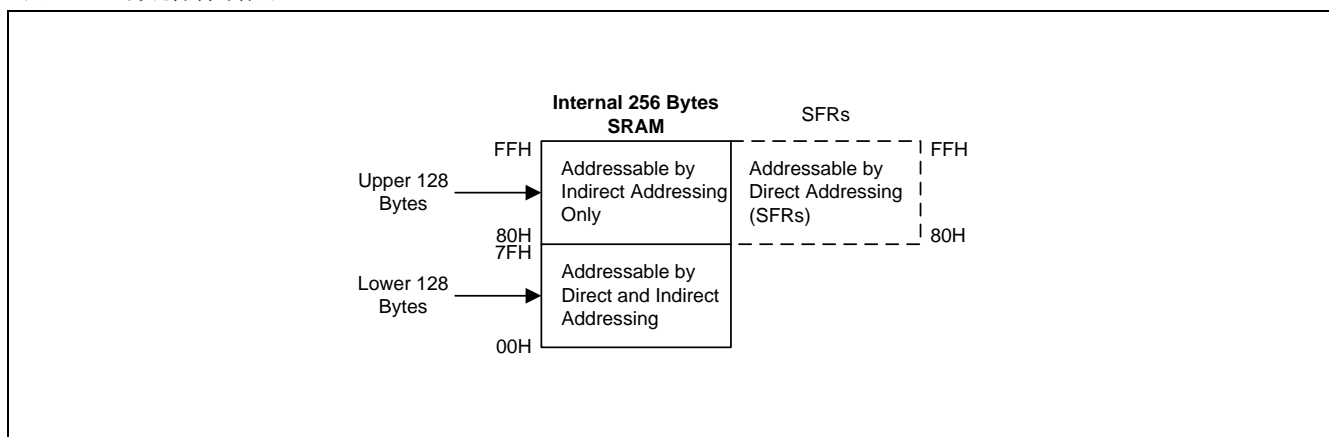 Internal 256 Bytes
SRAM
SFRs
FFH
FFH
Upper 128
Bytes
Addressable by
Indirect Addressing
Only
Addressable by
Direct Addressing
(SFRs)
80H
80H
7FH
Lower 128
Bytes
Addressable by
Direct and Indirect
Addressing
00H